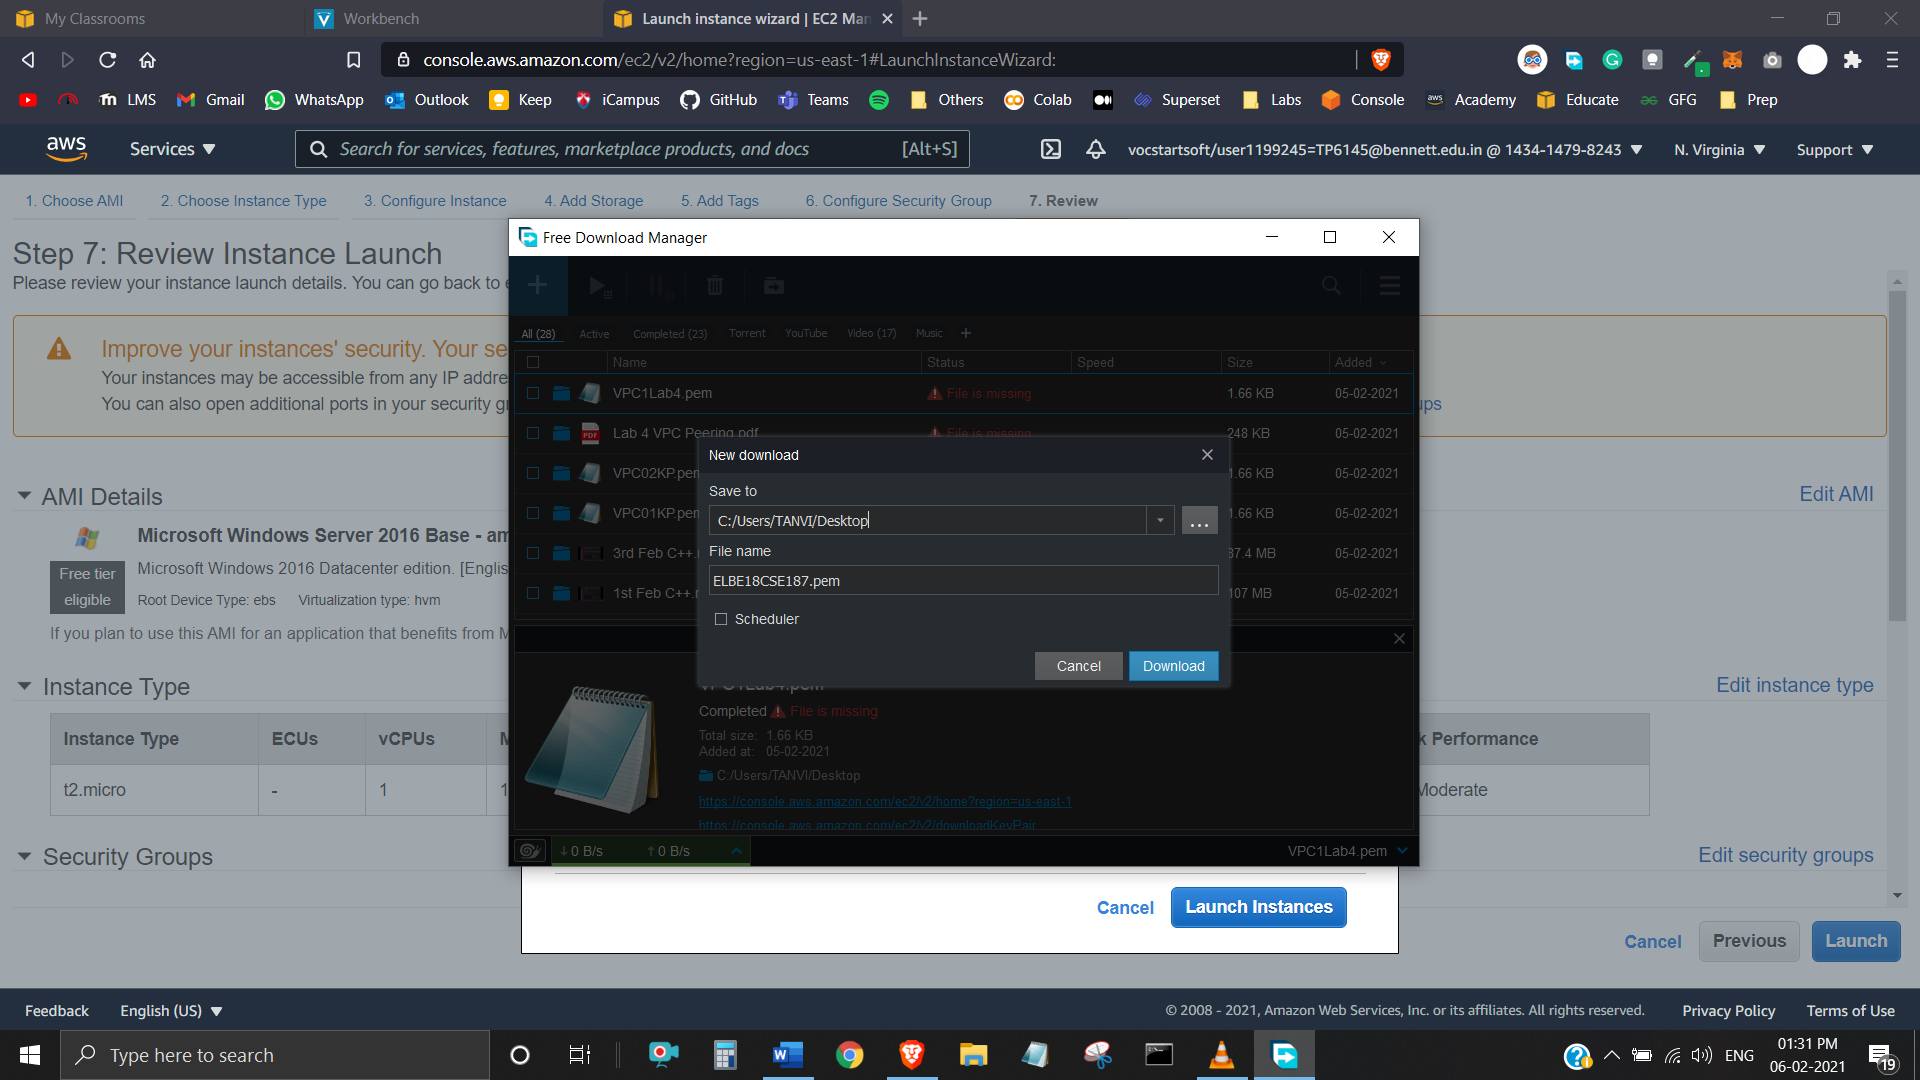 My Classrooms
Workbench
Launch instance wizard | EC2 Man
console.aws.amazon.com/ec2/v2/home?region=us-east-1#LaunchInstanceWizard:
LMS
Gmail
WhatsApp
Outlook
Keep
iCampus
GitHub
Teams
Others
Colab
Superset
Labs
Console
aws
Academy
Educate
GFG
Prep
aws
Services
Search for services, features, marketplace products, and docs
[Alt+S]
vocstartsoft/user1199245=TP6145@bennett.edu.in @ 1434-1479-8243
N. Virginia
Support
1. Choose AMI
2. Choose Instance Type
3. Configure Instance
4. Add Storage
5. Add Tags
6. Configure Security Group
7. Review
Step 7: Review Instance Launch
Please review your instance launch details. You can go back to
Improve your instances' security. Your se
Your instances may be accessible from any IP addre
You can also open additional ports in your security g
ups
AMI Details
Edit AMI
Microsoft Windows Server 2016 Base - am
Free tier
eligible
Microsoft Windows 2016 Datacenter edition. [Englis
Root Device Type: ebs
Virtualization type: hvm
If you plan to use this AMI for an application that benefits from M
Instance Type
Edit instance type
Instance Type
ECUs
vCPUs
M
k Performance
t2.micro
-
1
1
Moderate
Security Groups
Edit security groups
Free Download Manager
All (28)
Active
Completed (23)
Torrent
YouTube
Video (17)
Music
Name
Status
Speed
Size
Added
VPC1Lab4.pem
File is missing
1.66 KB
05-02-2021
PDF
Lab 4 VPC Peering.pdf
File is missing
248 KB
05-02-2021
VPC02KP.pem
1.66 KB
05-02-2021
VPC01KP.pem
1.66 KB
05-02-2021
3rd Feb C++.
87.4 MB
05-02-2021
1st Feb C++.
107 MB
05-02-2021
New download
Save to
C:/Users/TANVI/Desktop
...
File name
ELBE18CSE187.pem
Scheduler
Cancel
Download
VPC1Lab4.pem
Completed
File is missing
Total size: 1.66 KB
Added at: 05-02-2021
C:/Users/TANVI/Desktop
https://console.aws.amazon.com/ec2/v2/home?region=us-east-1
https://console.aws.amazon.com/ec2/v2/downloadKeyPair
0 B/s
0 B/s
VPC1Lab4.pem
Cancel
Launch Instances
Cancel
Previous
Launch
Feedback
English (US)
© 2008 - 2021, Amazon Web Services, Inc. or its affiliates. All rights reserved.
Privacy Policy
Terms of Use
Type here to search
ENG
01:31 PM
06-02-2021
19